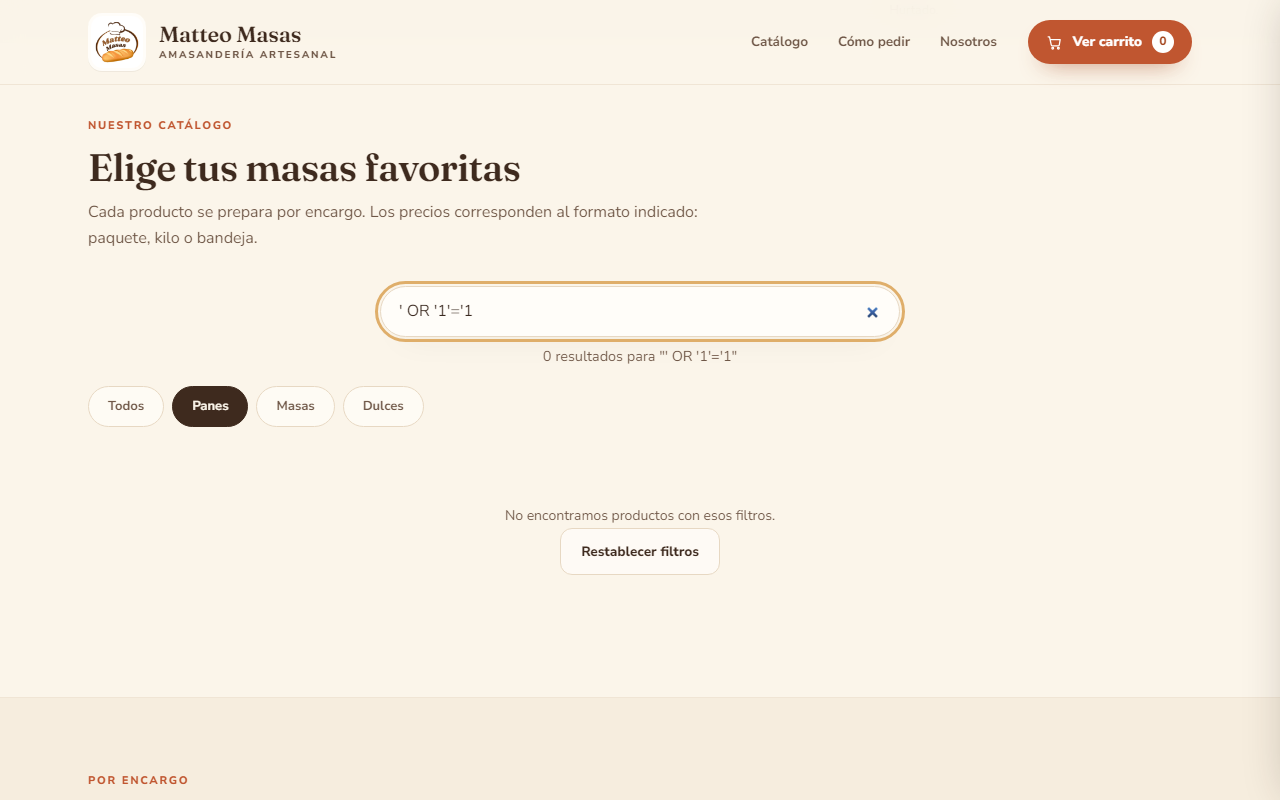 Matteo
Masas
Matteo Masas
AMASANDERÍA ARTESANAL
Catálogo
Cómo pedir
Nosotros
Ver carrito
0
NUESTRO CATÁLOGO
Elige tus masas favoritas
Cada producto se prepara por encargo. Los precios corresponden al formato indicado:
paquete, kilo o bandeja.
' OR '1'='1
0 resultados para "' OR '1'='1"
Todos
Panes
Masas
Dulces
No encontramos productos con esos filtros.
Restablecer filtros
POR ENCARGO